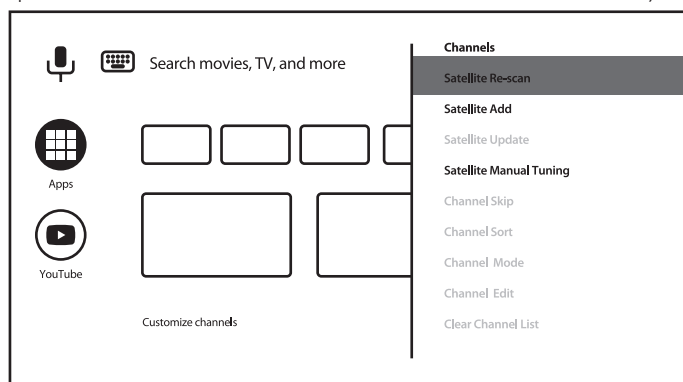 Search movies, TV, and more
Apps
YouTube
Customize channels
Channels
Satellite Re-scan
Satellite Add
Satellite Update
Satellite Manual Tuning
Channel Skip
Channel Sort
Channel Mode
Channel Edit
Clear Channel List